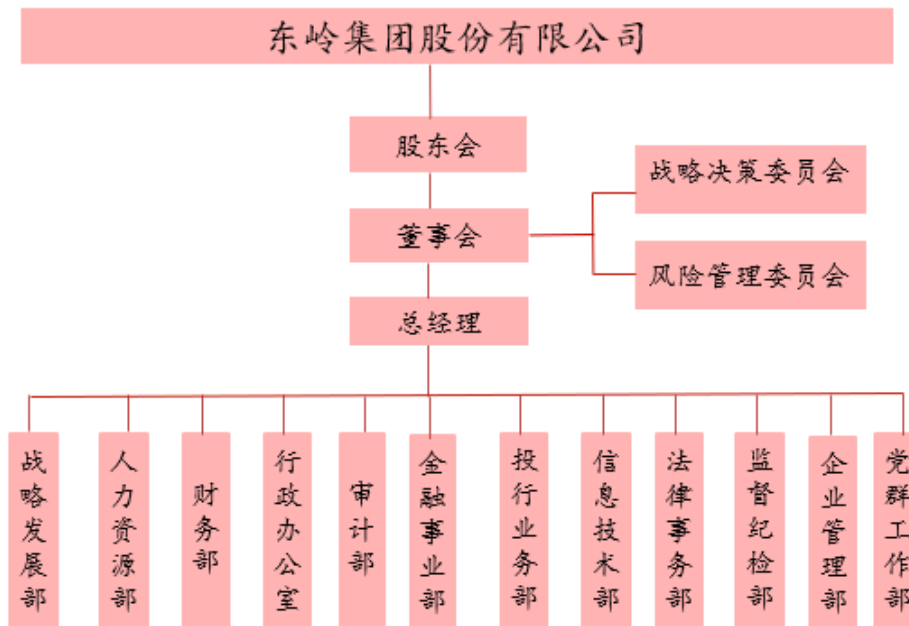 东岭集团股份有限公司
股东会
战略决策委员会
董事会
风险管理委员会
总经理
战略发展部
人力资源部
财务部
行政办公室
审计部
金融事业部
投行业务部
信息技术部
法律事务部
监督纪检部
企业管理部
党群工作部